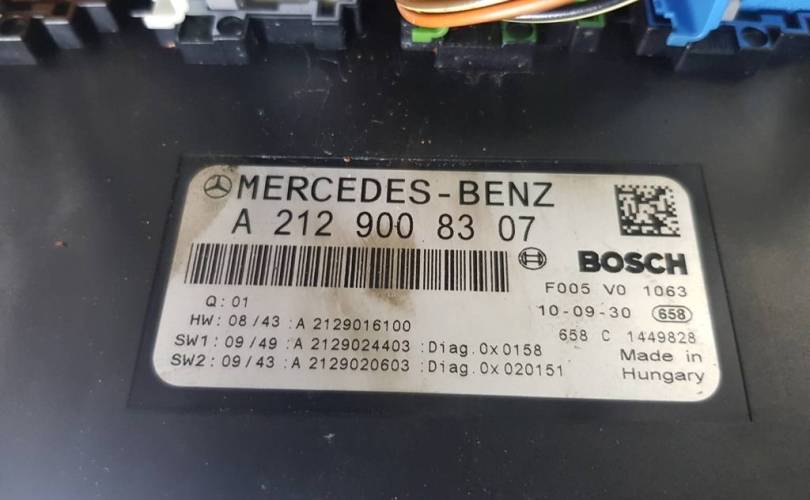 MERCEDES-BENZ
A 212 900 83 07
BOSCH
F005 V0 1063
Q: 01
10-09-30 658
HW: 08/43 :A 2129016100
658 C 1449828
SW1: 09/49 :A 2129024403 :Diag.0x0158
Made in
SW2: 09/43 :A 2129020603 :Diag.0x020151
Hungary